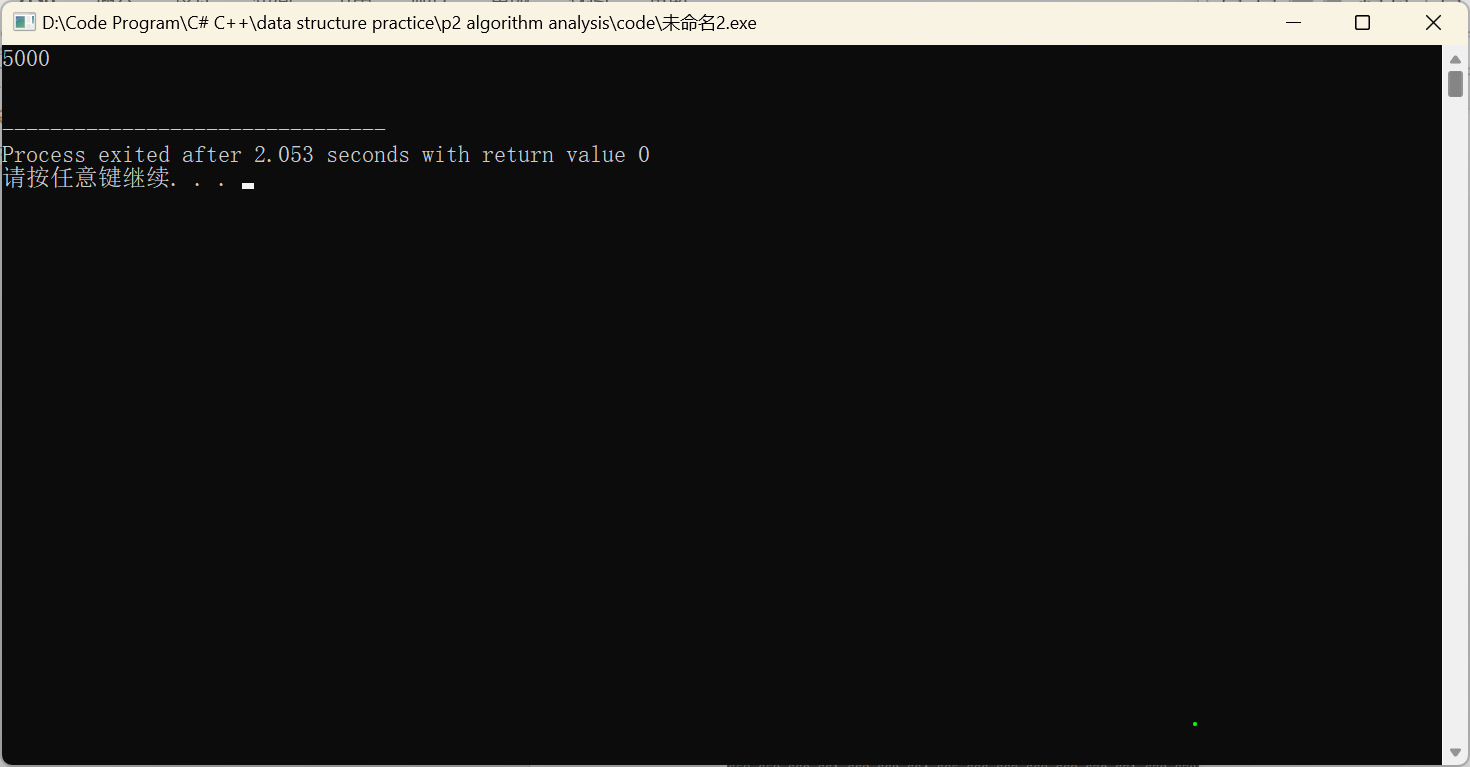 D:\Code Program\C# C++\data structure practice\p2 algorithm analysis\code\未命名2.exe
5000
--------------------------------
Process exited after 2.053 seconds with return value 0
请按任意键继续. . .